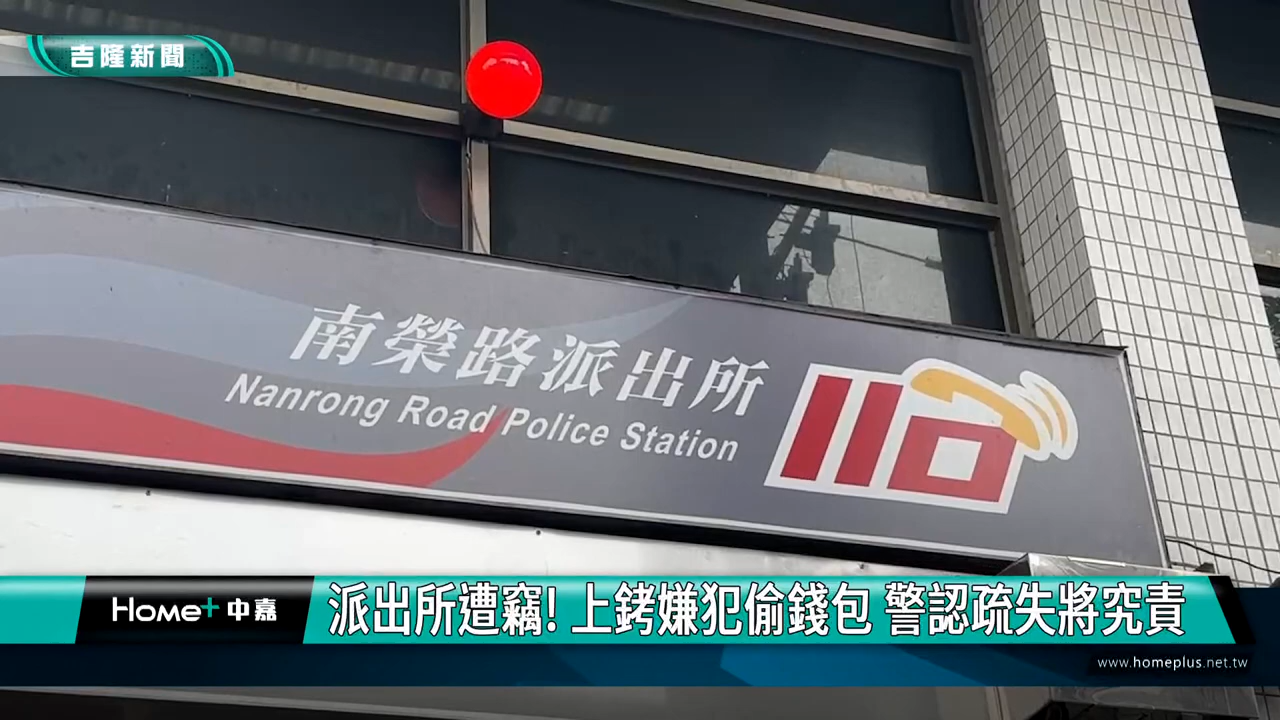 吉隆新聞
南榮路派出所
Nanrong Road Police Station
110
Home+ 中嘉
派出所遭竊! 上銬嫌犯偷錢包 警認疏失將究責
www.homeplus.net.tw